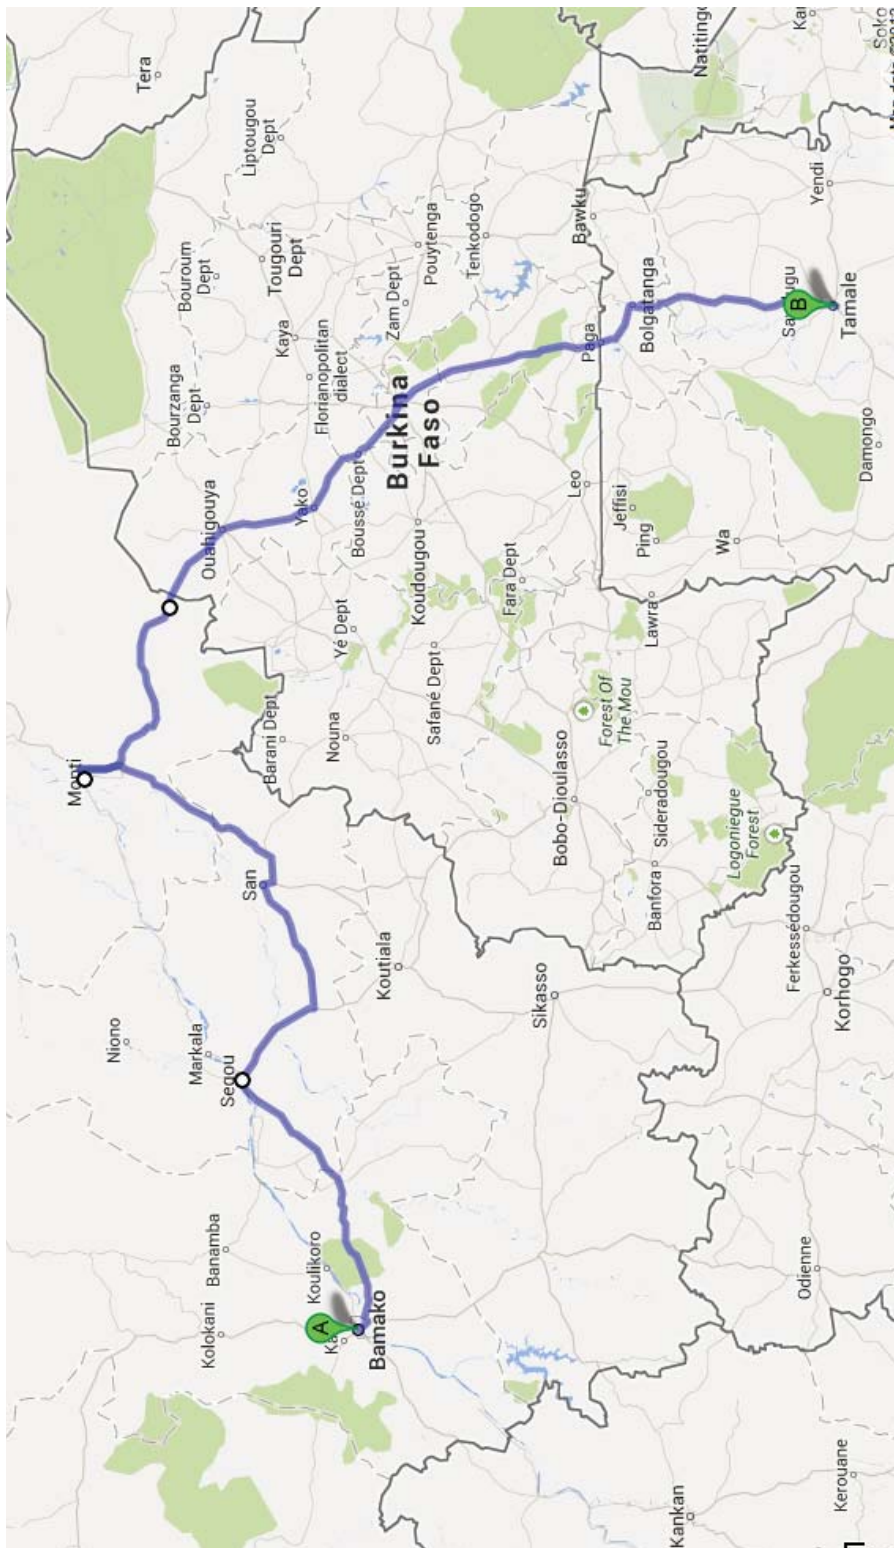 Mopti
Niono
Tera
Ouahigouya
Bourzanga
Dept
Bouroum
Dept
Markala
Segou
Kolokani
Banamba
San
Barani Dept
Yako
Kaya
Tougouri
Dept
Liptougou
Dept
A
Koulikoro
Bamako
Nouna
Yé Dept
Florianopolitan
dialect
Boussé Dept
Koutiala
Burkina
Faso
Zam Dept
Pouytenga
Safané Dept
Koudougou
Tenkodogo
Sikasso
Fara Dept
Bobo-Dioulasso
Forest Of
The Mou
Leo
Paga
Bawku
Banfora
Sideradougou
Lawra
Jeffisi
Ping
Bolgatanga
Logoniegue
Forest
Wa
Kankan
Odienne
Ferkessédougou
B
Korhogo
Tamale
Yendi
Kerouane
Damongo
Soko